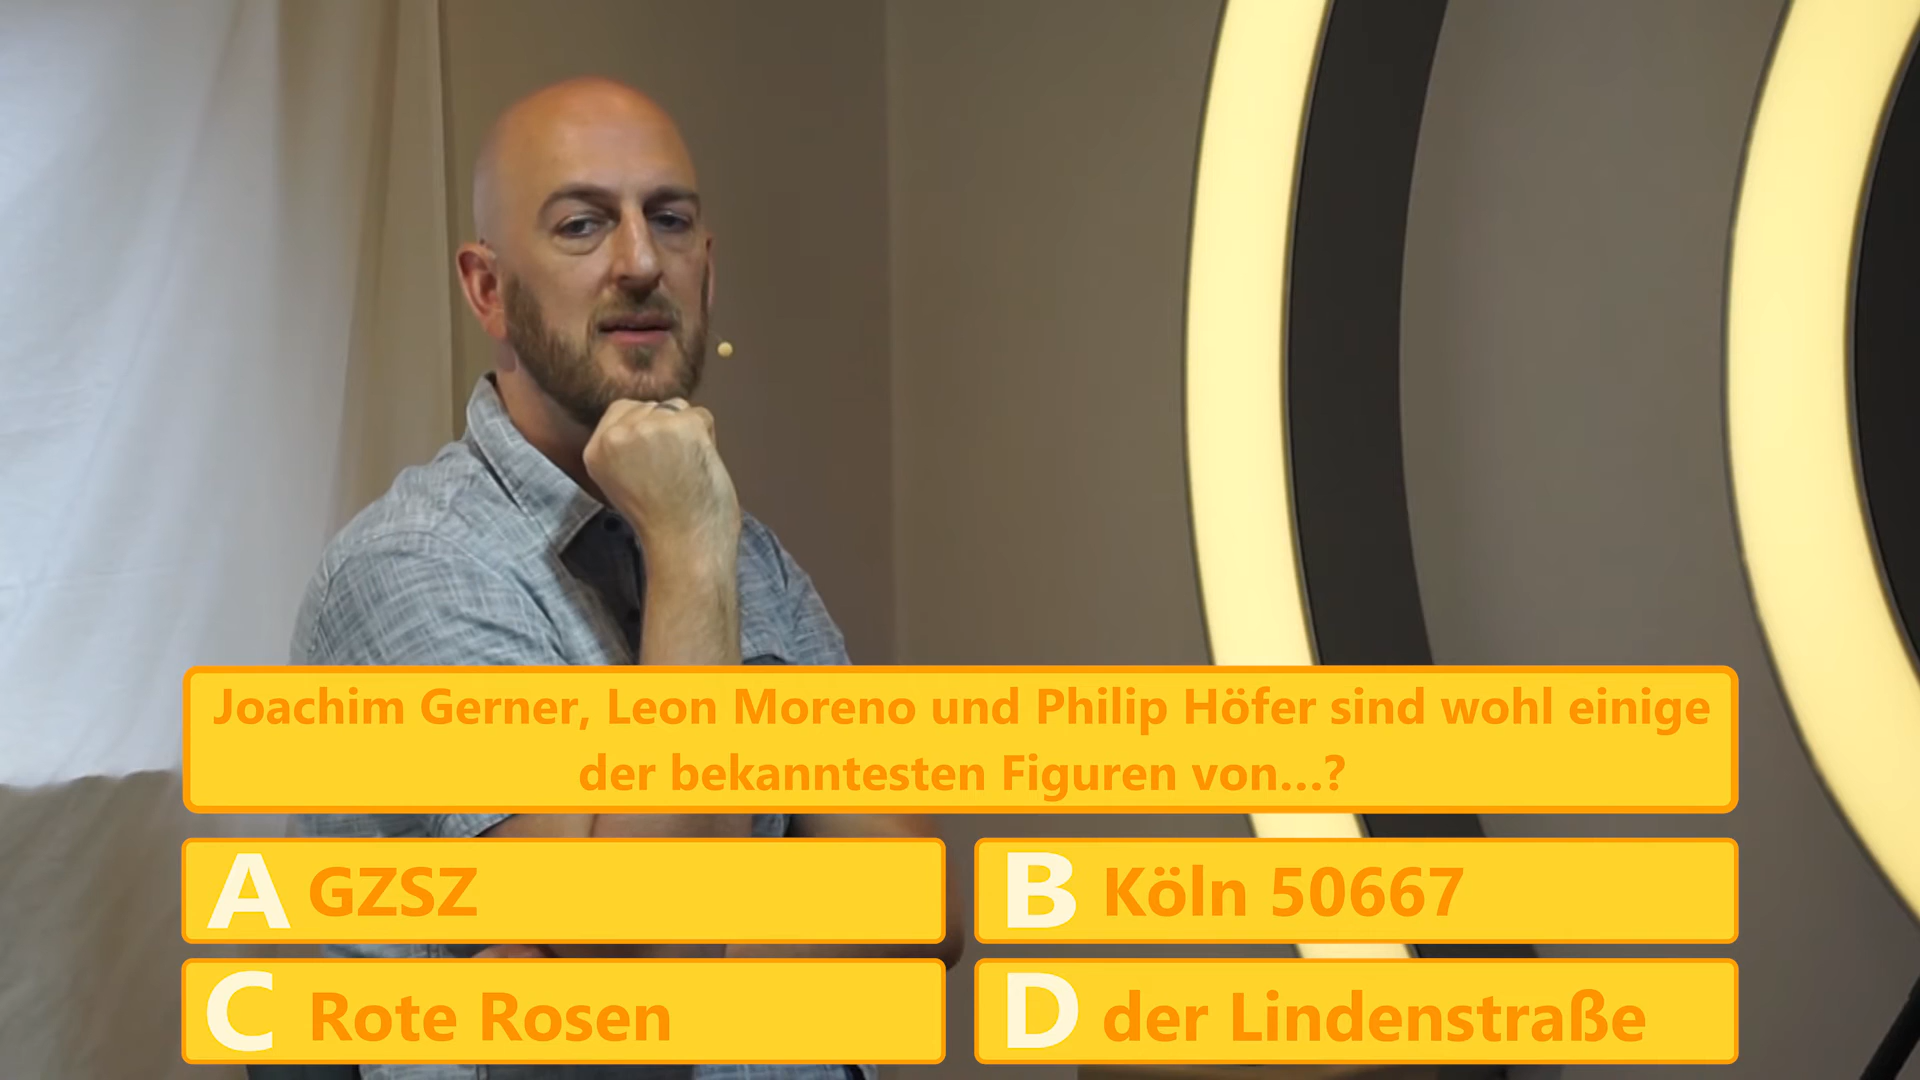 Joachim Gerner, Leon Moreno und Philip Höfer sind wohl einige
der bekanntesten Figuren von...?
A GZSZ
B Köln 50667
C Rote Rosen
D der Lindenstraße